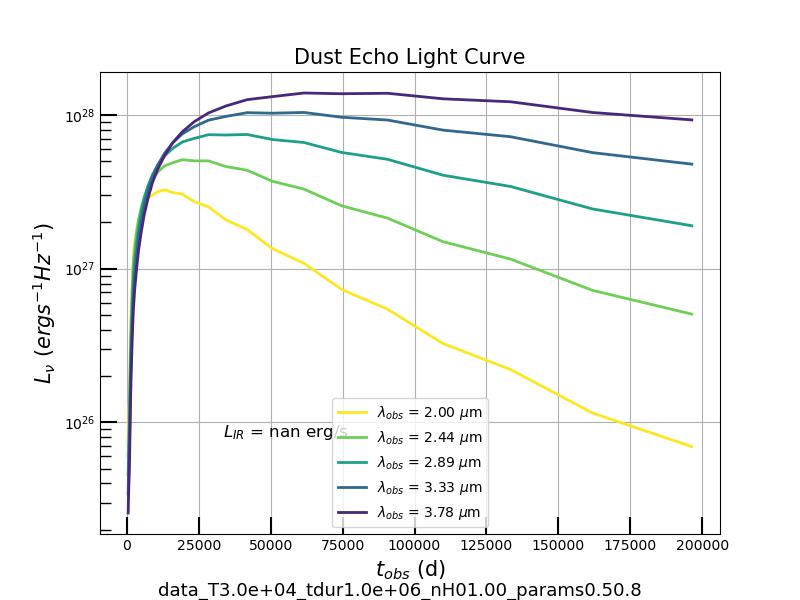 Dust Echo Light Curve
10^28
10^27
10^26
L_ν (ergs^−1Hz^−1)
L_IR = nan erg/s
λ_obs = 2.00 μm
λ_obs = 2.44 μm
λ_obs = 2.89 μm
λ_obs = 3.33 μm
λ_obs = 3.78 μm
0 25000 50000 75000 100000 125000 150000 175000 200000
t_obs (d)
data_T3.0e+04_tdur1.0e+06_nH01.00_params0.50.8